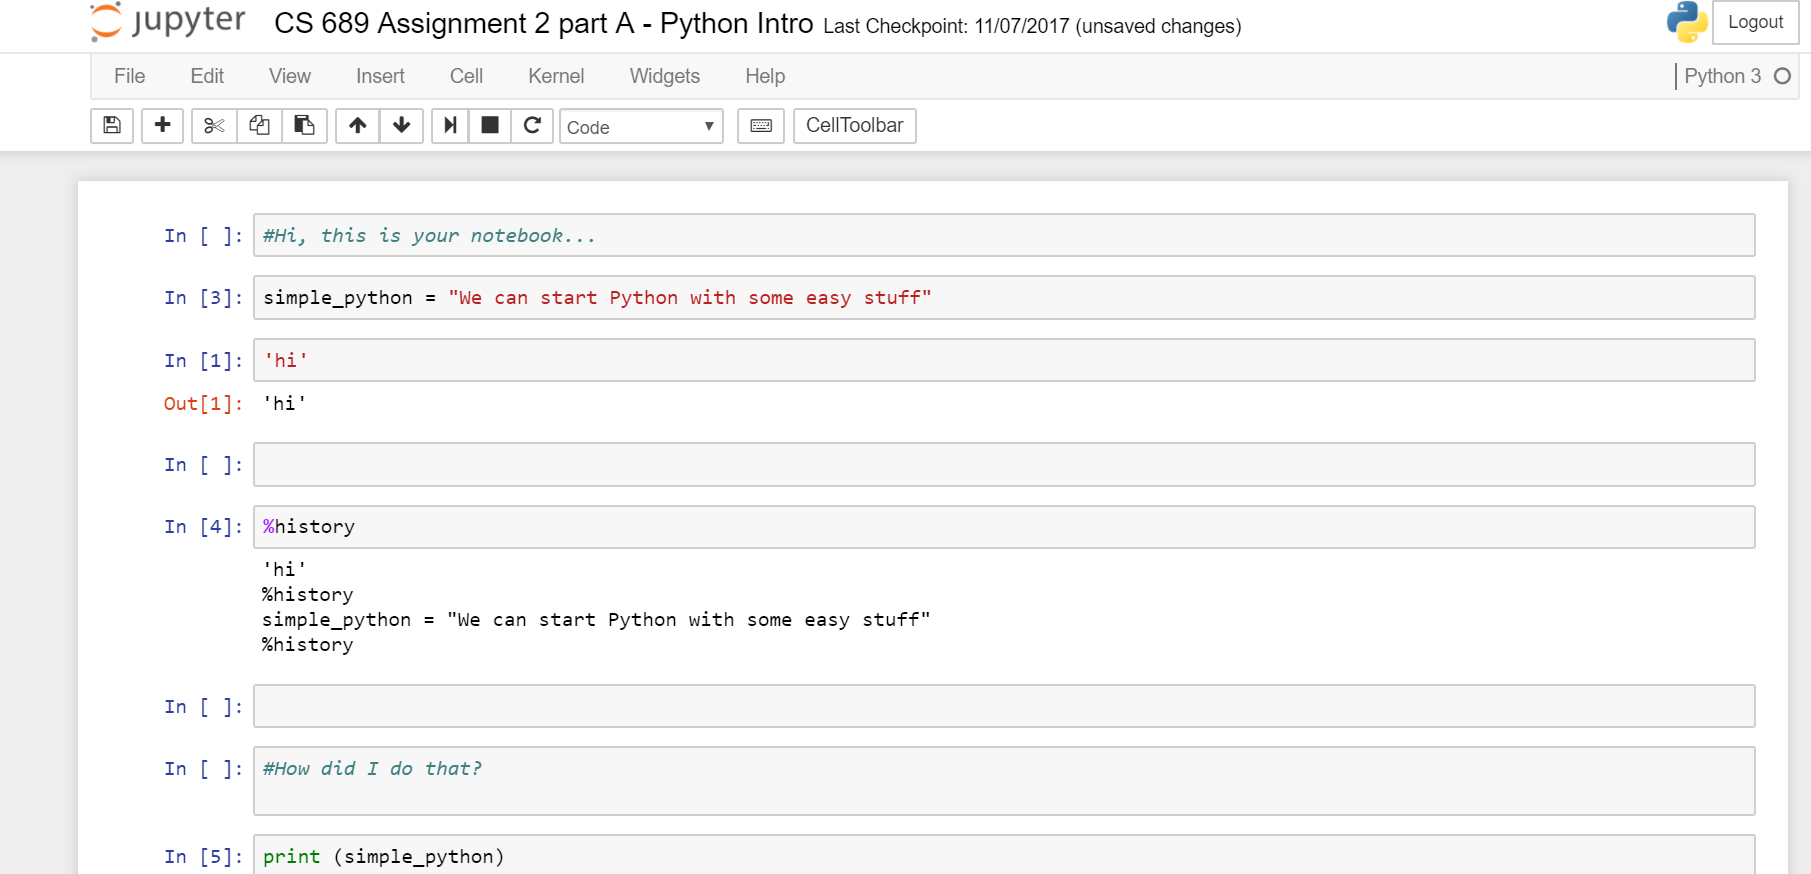 jupyter CS 689 Assignment 2 part A - Python Intro Last Checkpoint: 11/07/2017 (unsaved changes) Logout
File Edit View Insert Cell Kernel Widgets Help Python 3
Code CellToolbar
In [ ]: #Hi, this is your notebook...
In [3]: simple_python = "We can start Python with some easy stuff"
In [1]: 'hi'
Out[1]: 'hi'
In [ ]:
In [4]: %history
'hi'
%history
simple_python = "We can start Python with some easy stuff"
%history
In [ ]:
In [ ]: #How did I do that?
In [5]: print (simple_python)